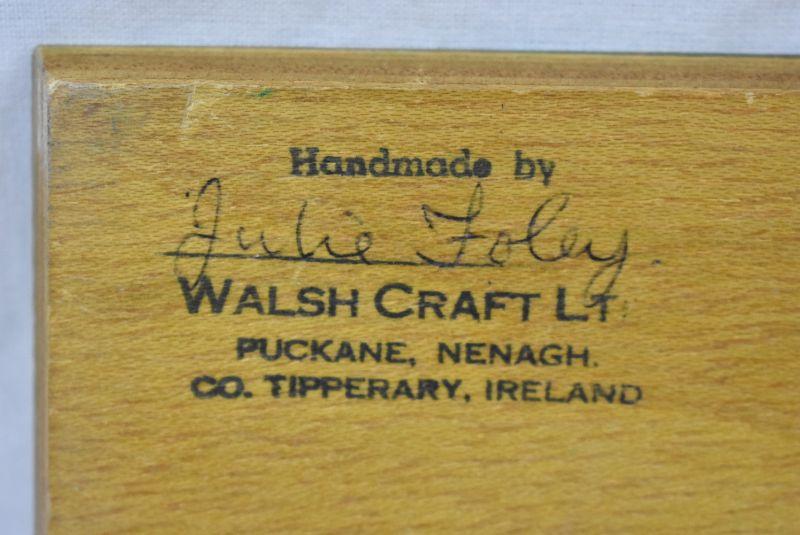 Handmade by
Julie Foley
WALSH CRAFT LT
PUCKANE, NENAGH.
CO. TIPPERARY, IRELAND